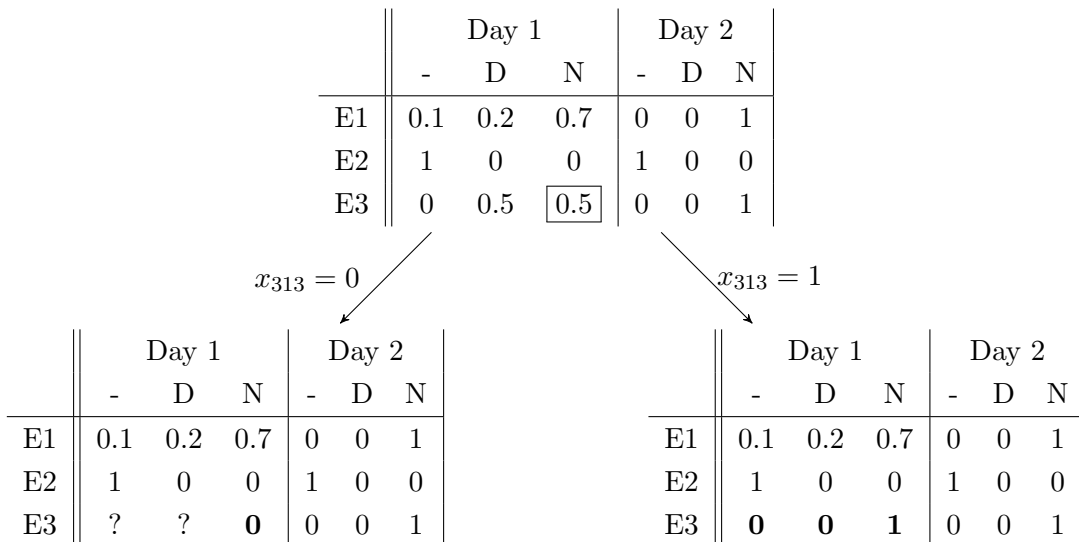 Day 1 Day 2
- D N - D N
E1 0.1 0.2 0.7 0 0 1
E2 1 0 0 1 0 0
E3 0 0.5 0.5 0 0 1
x₃₁₃ = 0 x₃₁₃ = 1
Day 1 Day 2 Day 1 Day 2
- D N - D N - D N - D N
E1 0.1 0.2 0.7 0 0 1 E1 0.1 0.2 0.7 0 0 1
E2 1 0 0 1 0 0 E2 1 0 0 1 0 0
E3 ? ? 0 0 0 1 E3 0 0 1 0 0 1